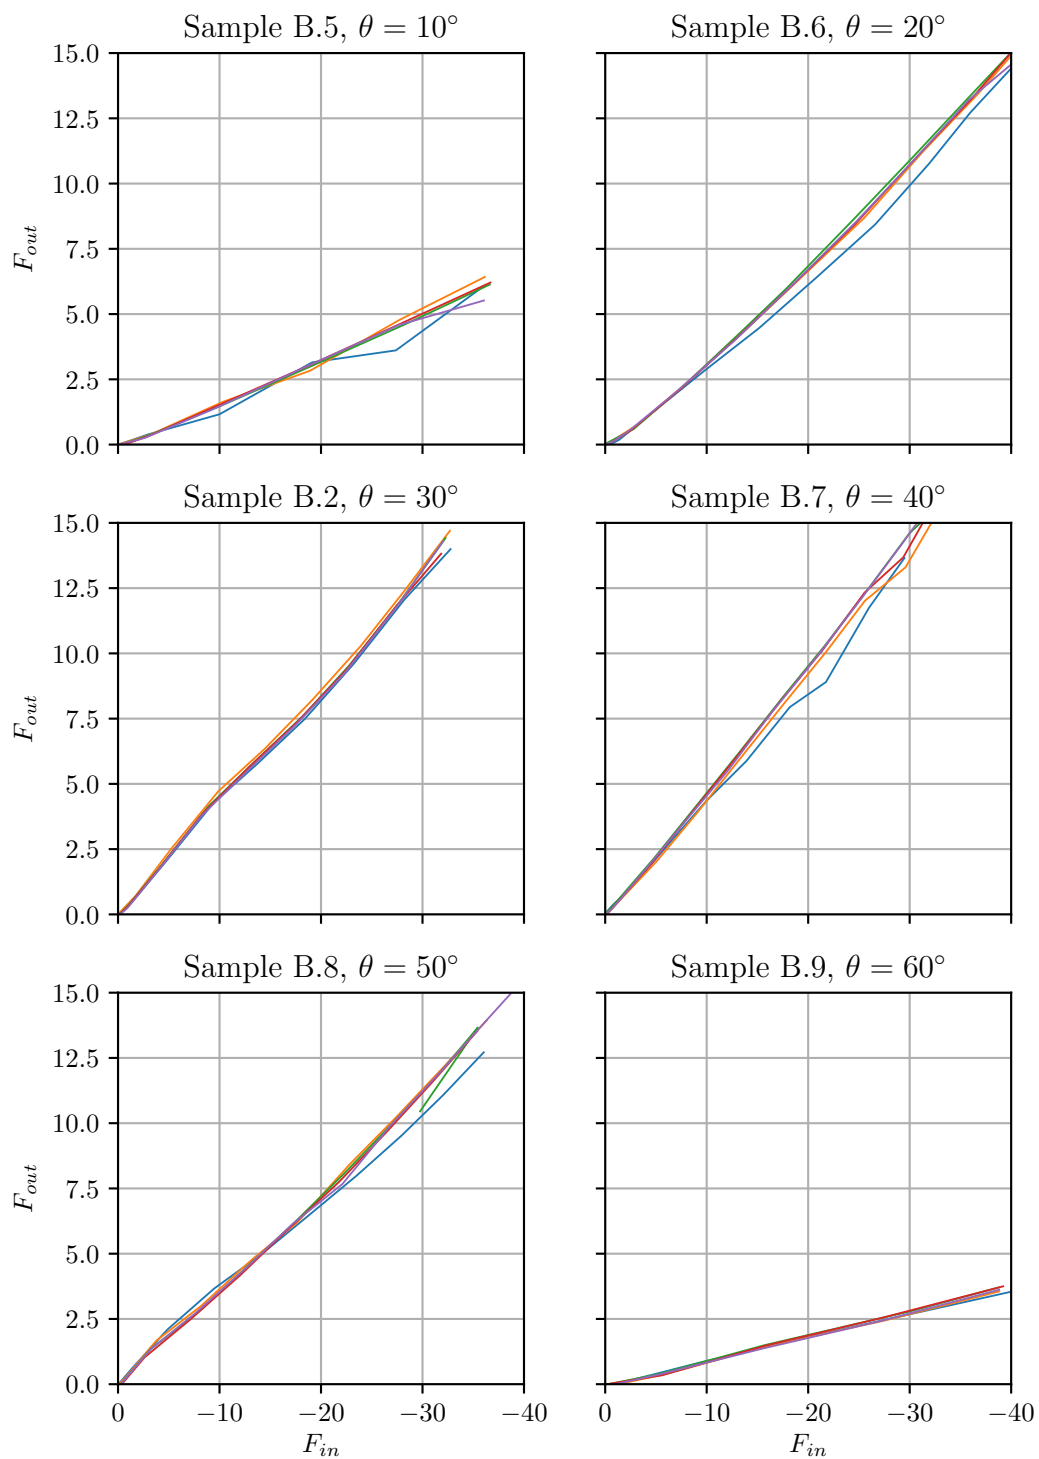 Sample B.5, θ = 10°
Sample B.6, θ = 20°
15.0
12.5
10.0
7.5
5.0
2.5
0.0
F_out
Sample B.2, θ = 30°
Sample B.7, θ = 40°
15.0
12.5
10.0
7.5
5.0
2.5
0.0
F_out
Sample B.8, θ = 50°
Sample B.9, θ = 60°
15.0
12.5
10.0
7.5
5.0
2.5
0.0
F_out
0 −10 −20 −30 −40
F_in
0 −10 −20 −30 −40
F_in